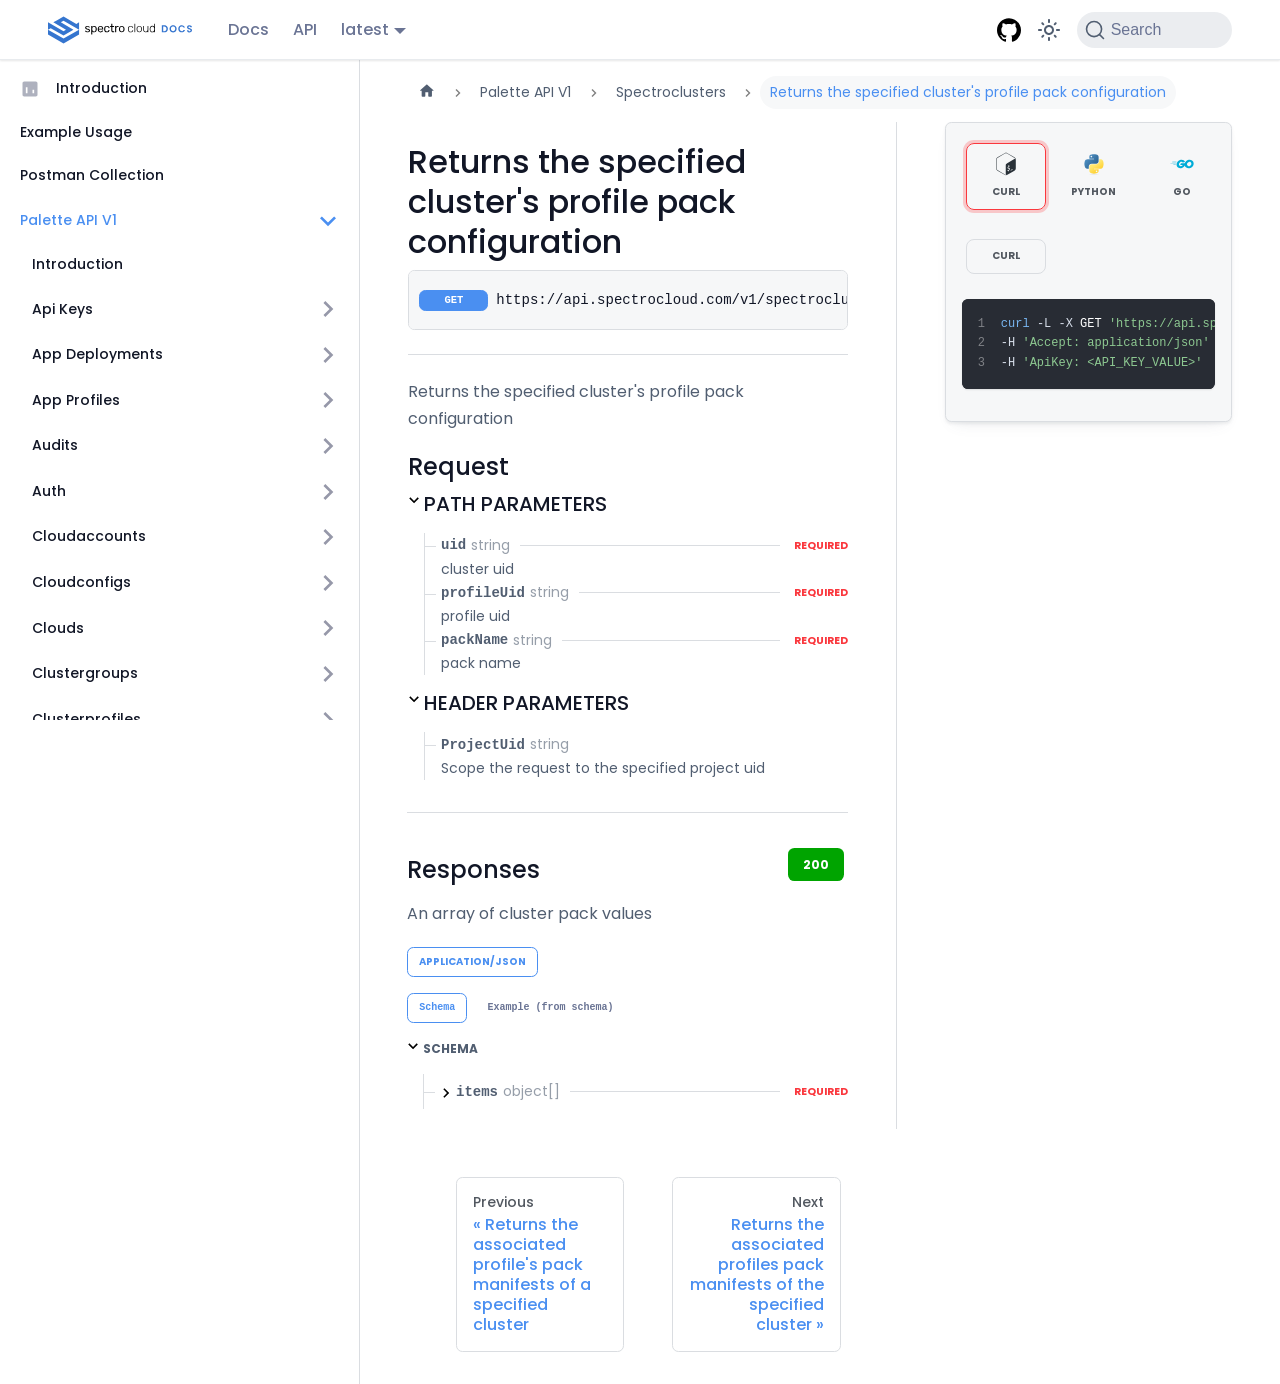 spectro cloud DOCS Docs API latest Search
Introduction
Example Usage
Postman Collection
Palette API V1
Introduction
Api Keys
App Deployments
App Profiles
Audits
Auth
Cloudaccounts
Cloudconfigs
Clouds
Clustergroups
Clusterprofiles
Palette API V1 Spectroclusters Returns the specified cluster's profile pack configuration
Returns the specified
cluster's profile pack
configuration
GET https://api.spectrocloud.com/v1/spectroclu
Returns the specified cluster's profile pack
configuration
Request
PATH PARAMETERS
uid string REQUIRED
cluster uid
profileUid string REQUIRED
profile uid
packName string REQUIRED
pack name
HEADER PARAMETERS
ProjectUid string
Scope the request to the specified project uid
Responses 200
An array of cluster pack values
APPLICATION/JSON
Schema Example (from schema)
SCHEMA
items object[] REQUIRED
CURL PYTHON GO
CURL
1 curl -L -X GET 'https://api.sp
2 -H 'Accept: application/json'
3 -H 'ApiKey: <API_KEY_VALUE>'
Previous
« Returns the
associated
profile's pack
manifests of a
specified
cluster
Next
Returns the
associated
profiles pack
manifests of the
specified
cluster »